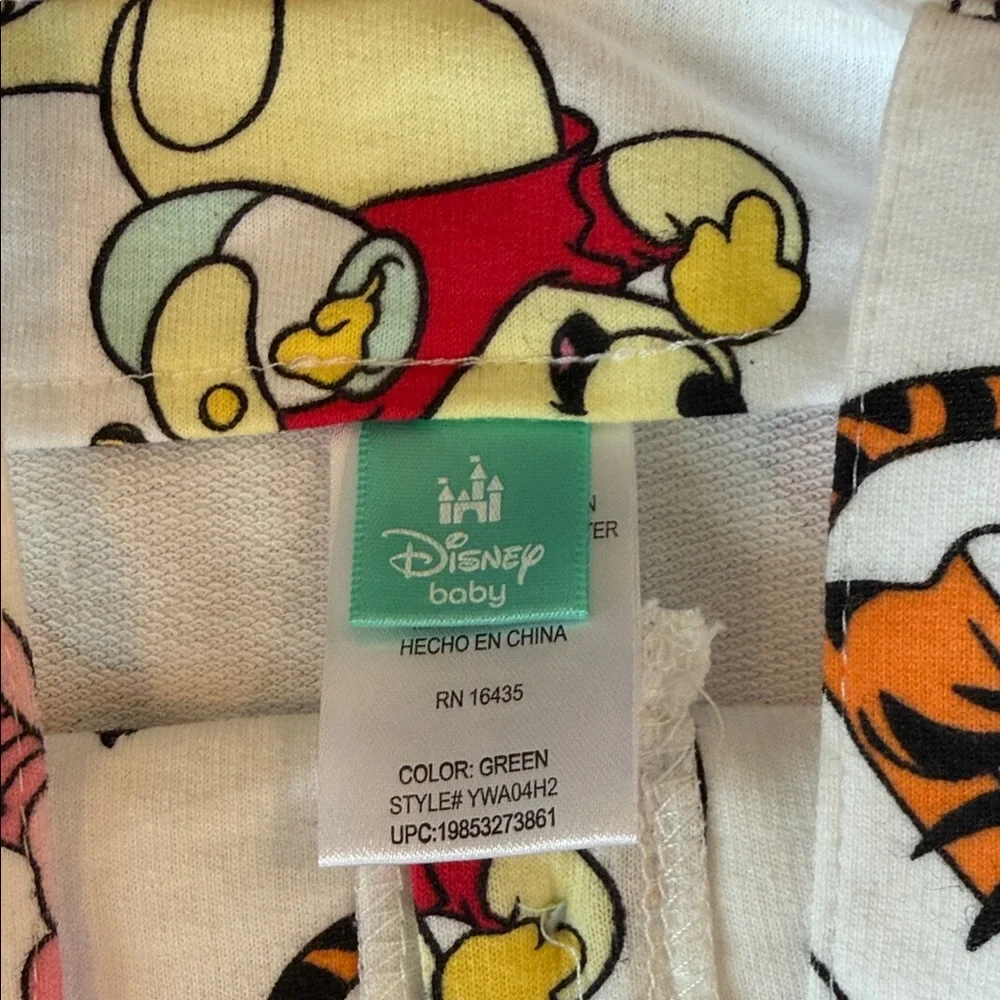 DISNEY
baby
HECHO EN CHINA
RN 16435
COLOR: GREEN
STYLE# YWA04H2
UPC:19853273861